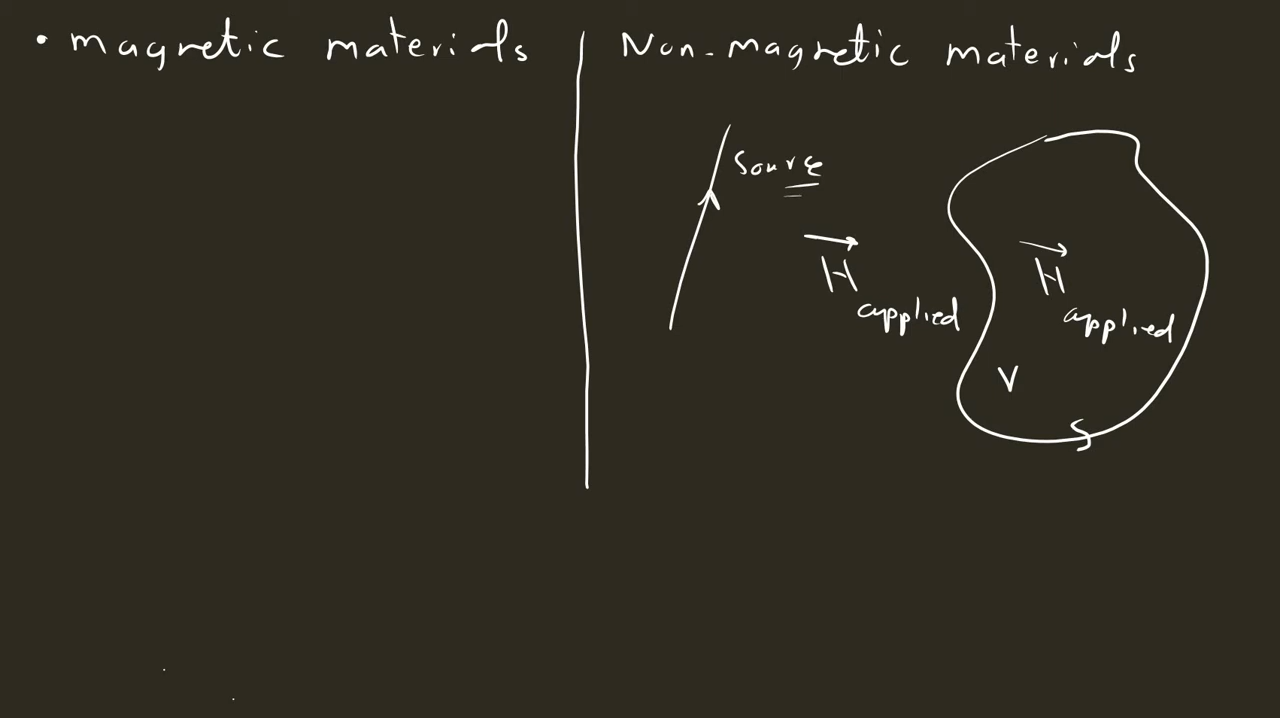 • magnetic materials
Non-magnetic materials
Source
H applied
H applied
V
S